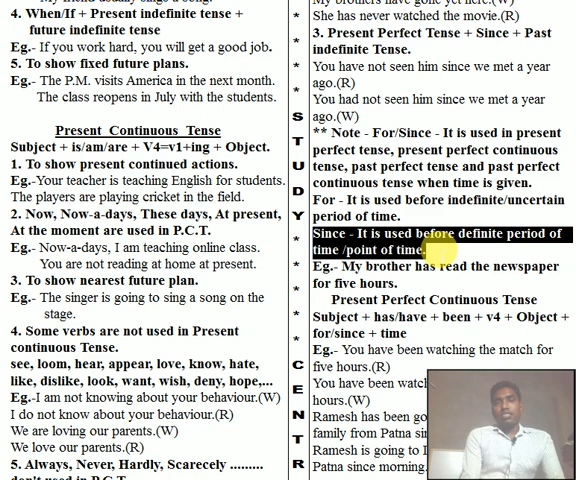 4. When/If + Present indefinite tense +
future indefinite tense
Eg.- If you work hard, you will get a good job.
5. To show fixed future plans.
Eg.- The P.M. visits America in the next month.
The class reopens in July with the students.
Present Continuous Tense
Subject + is/am/are + V4=v1+ing + Object.
1. To show present continued actions.
Eg.-Your teacher is teaching English for students.
The players are playing cricket in the field.
2. Now, Now-a-days, These days, At present,
At the moment are used in P.C.T.
Eg.- Now-a-days, I am teaching online class.
You are not reading at home at present.
3. To show nearest future plan.
Eg.- The singer is going to sing a song on the
stage.
4. Some verbs are not used in Present
continuous Tense.
see, loom, hear, appear, love, know, hate,
like, dislike, look, want, wish, deny, hope,...
Eg.-I am not knowing about your behaviour.(W)
I do not know about your behaviour.(R)
We are loving our parents.(W)
We love our parents.(R)
5. Always, Never, Hardly, Scarecely .........
*
*
*
*
S
T
U
D
Y
*
*
*
*
*
C
E
N
T
R
She has never watched the movie.(R)
3. Present Perfect Tense + Since + Past
indefinite Tense.
You have not seen him since we met a year
ago.(R)
You had not seen him since we met a year
ago.(W)
** Note - For/Since - It is used in present
perfect tense, present perfect continuous
tense, past perfect tense and past perfect
continuous tense when time is given.
For - It is used before indefinite/uncertain
period of time.
Since - It is used before definite period of
time /point of time.
Eg.- My brother has read the newspaper
for five hours.
Present Perfect Continuous Tense
Subject + has/have + been + v4 + Object +
for/since + time
Eg.- You have been watching the match for
five hours.(R)
You have been
hours.(W)
Ramesh has been
family from Patna
Ramesh is going to
Patna since morning.